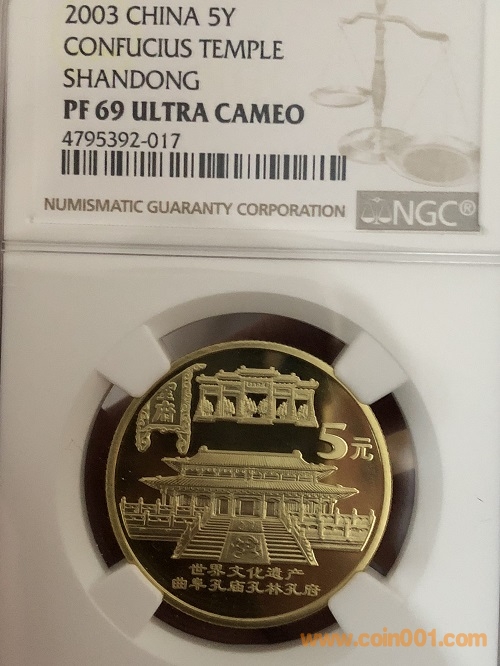 2003 CHINA 5Y
CONFUCIUS TEMPLE
SHANDONG
PF 69 ULTRA CAMEO
4795392-017
NUMISMATIC GUARANTY CORPORATION
NGC®
5元
世界文化遗产
曲阜孔庙孔林孔府
www.coin001.com